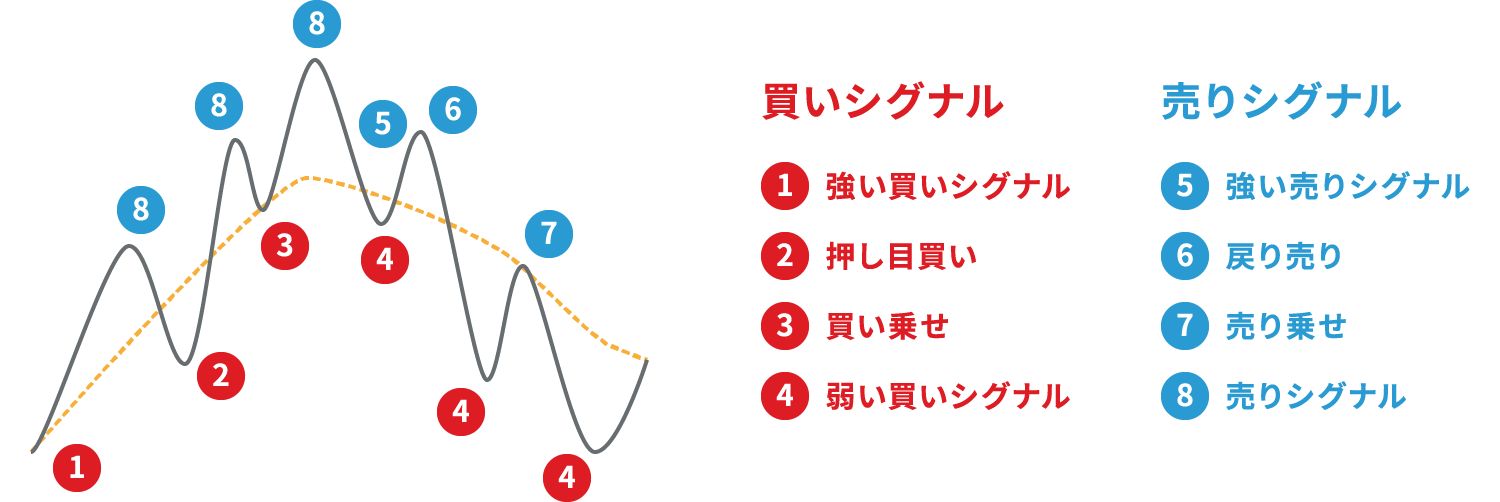 8
8
5
6
8
7
3
4
2
4
1
4
買いシグナル
1 強い買いシグナル
2 押し目買い
3 買い乗せ
4 弱い買いシグナル
売りシグナル
5 強い売りシグナル
6 戻り売り
7 売り乗せ
8 売りシグナル